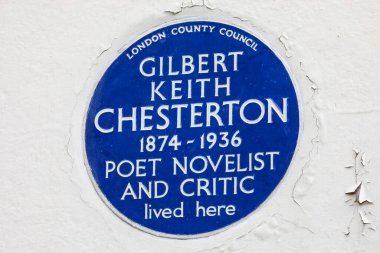 LONDON COUNTY COUNCIL
GILBERT
KEITH
CHESTERTON
1874-1936
POET NOVELIST
AND CRITIC
lived here